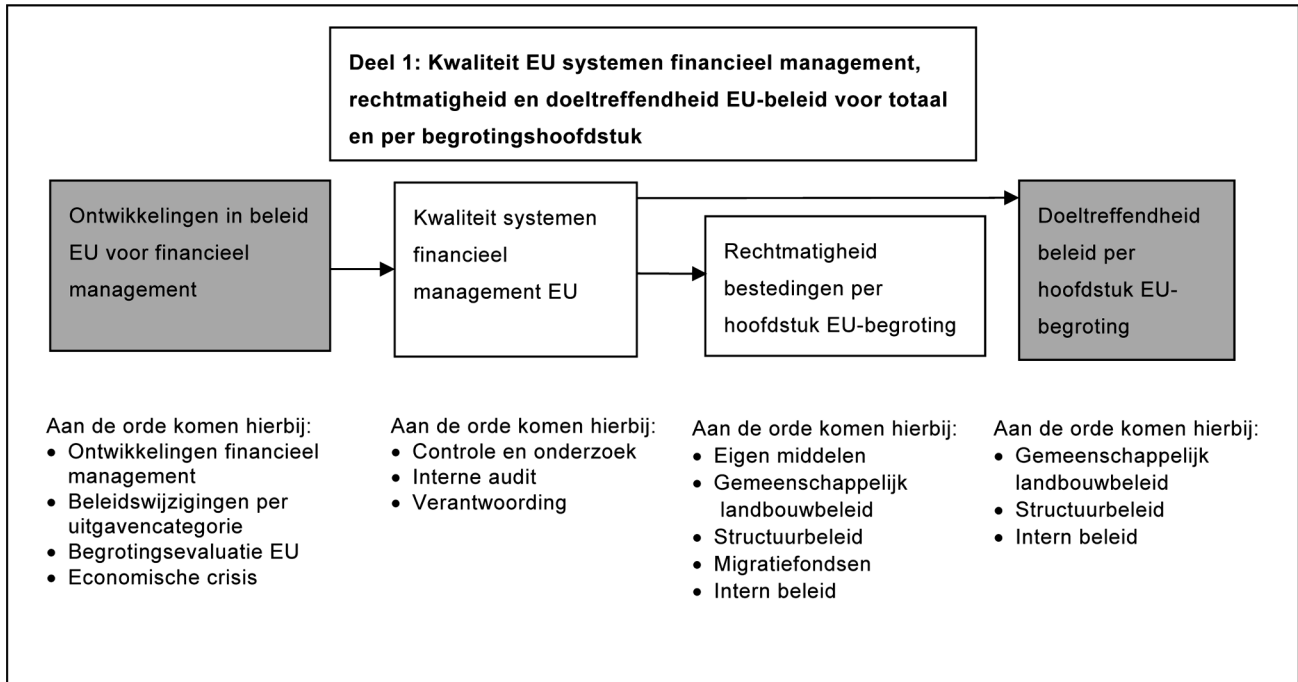 Deel 1: Kwaliteit EU systemen financieel management,
rechtmatigheid en doeltreffendheid EU-beleid voor totaal
en per begrotingshoofdstuk
Ontwikkelingen in beleid
EU voor financieel
management
Kwaliteit systemen
financieel
management EU
Rechtmatigheid
bestedingen per
hoofdstuk EU-begroting
Doeltreffendheid
beleid per
hoofdstuk EU-
begroting
Aan de orde komen hierbij:
• Ontwikkelingen financieel
management
• Beleidswijzigingen per
uitgavencategorie
• Begrotingsevaluatie EU
• Economische crisis
Aan de orde komen hierbij:
• Controle en onderzoek
• Interne audit
• Verantwoording
Aan de orde komen hierbij:
• Eigen middelen
• Gemeenschappelijk
landbouwbeleid
• Structuurbeleid
• Migratiefondsen
• Intern beleid
Aan de orde komen hierbij:
• Gemeenschappelijk
landbouwbeleid
• Structuurbeleid
• Intern beleid